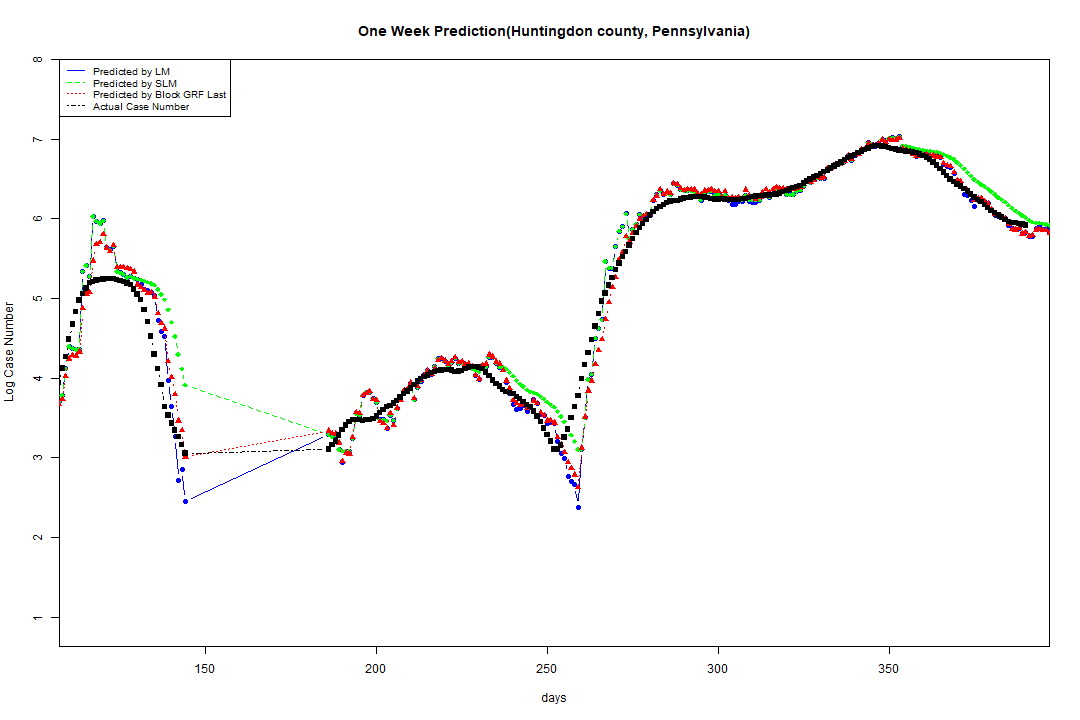 One Week Prediction(Huntingdon county, Pennsylvania)
Predicted by LM
Predicted by SLM
Predicted by Block GRF Last
Actual Case Number
Log Case Number
8
7
6
5
4
3
2
1
150
200
250
300
350
days